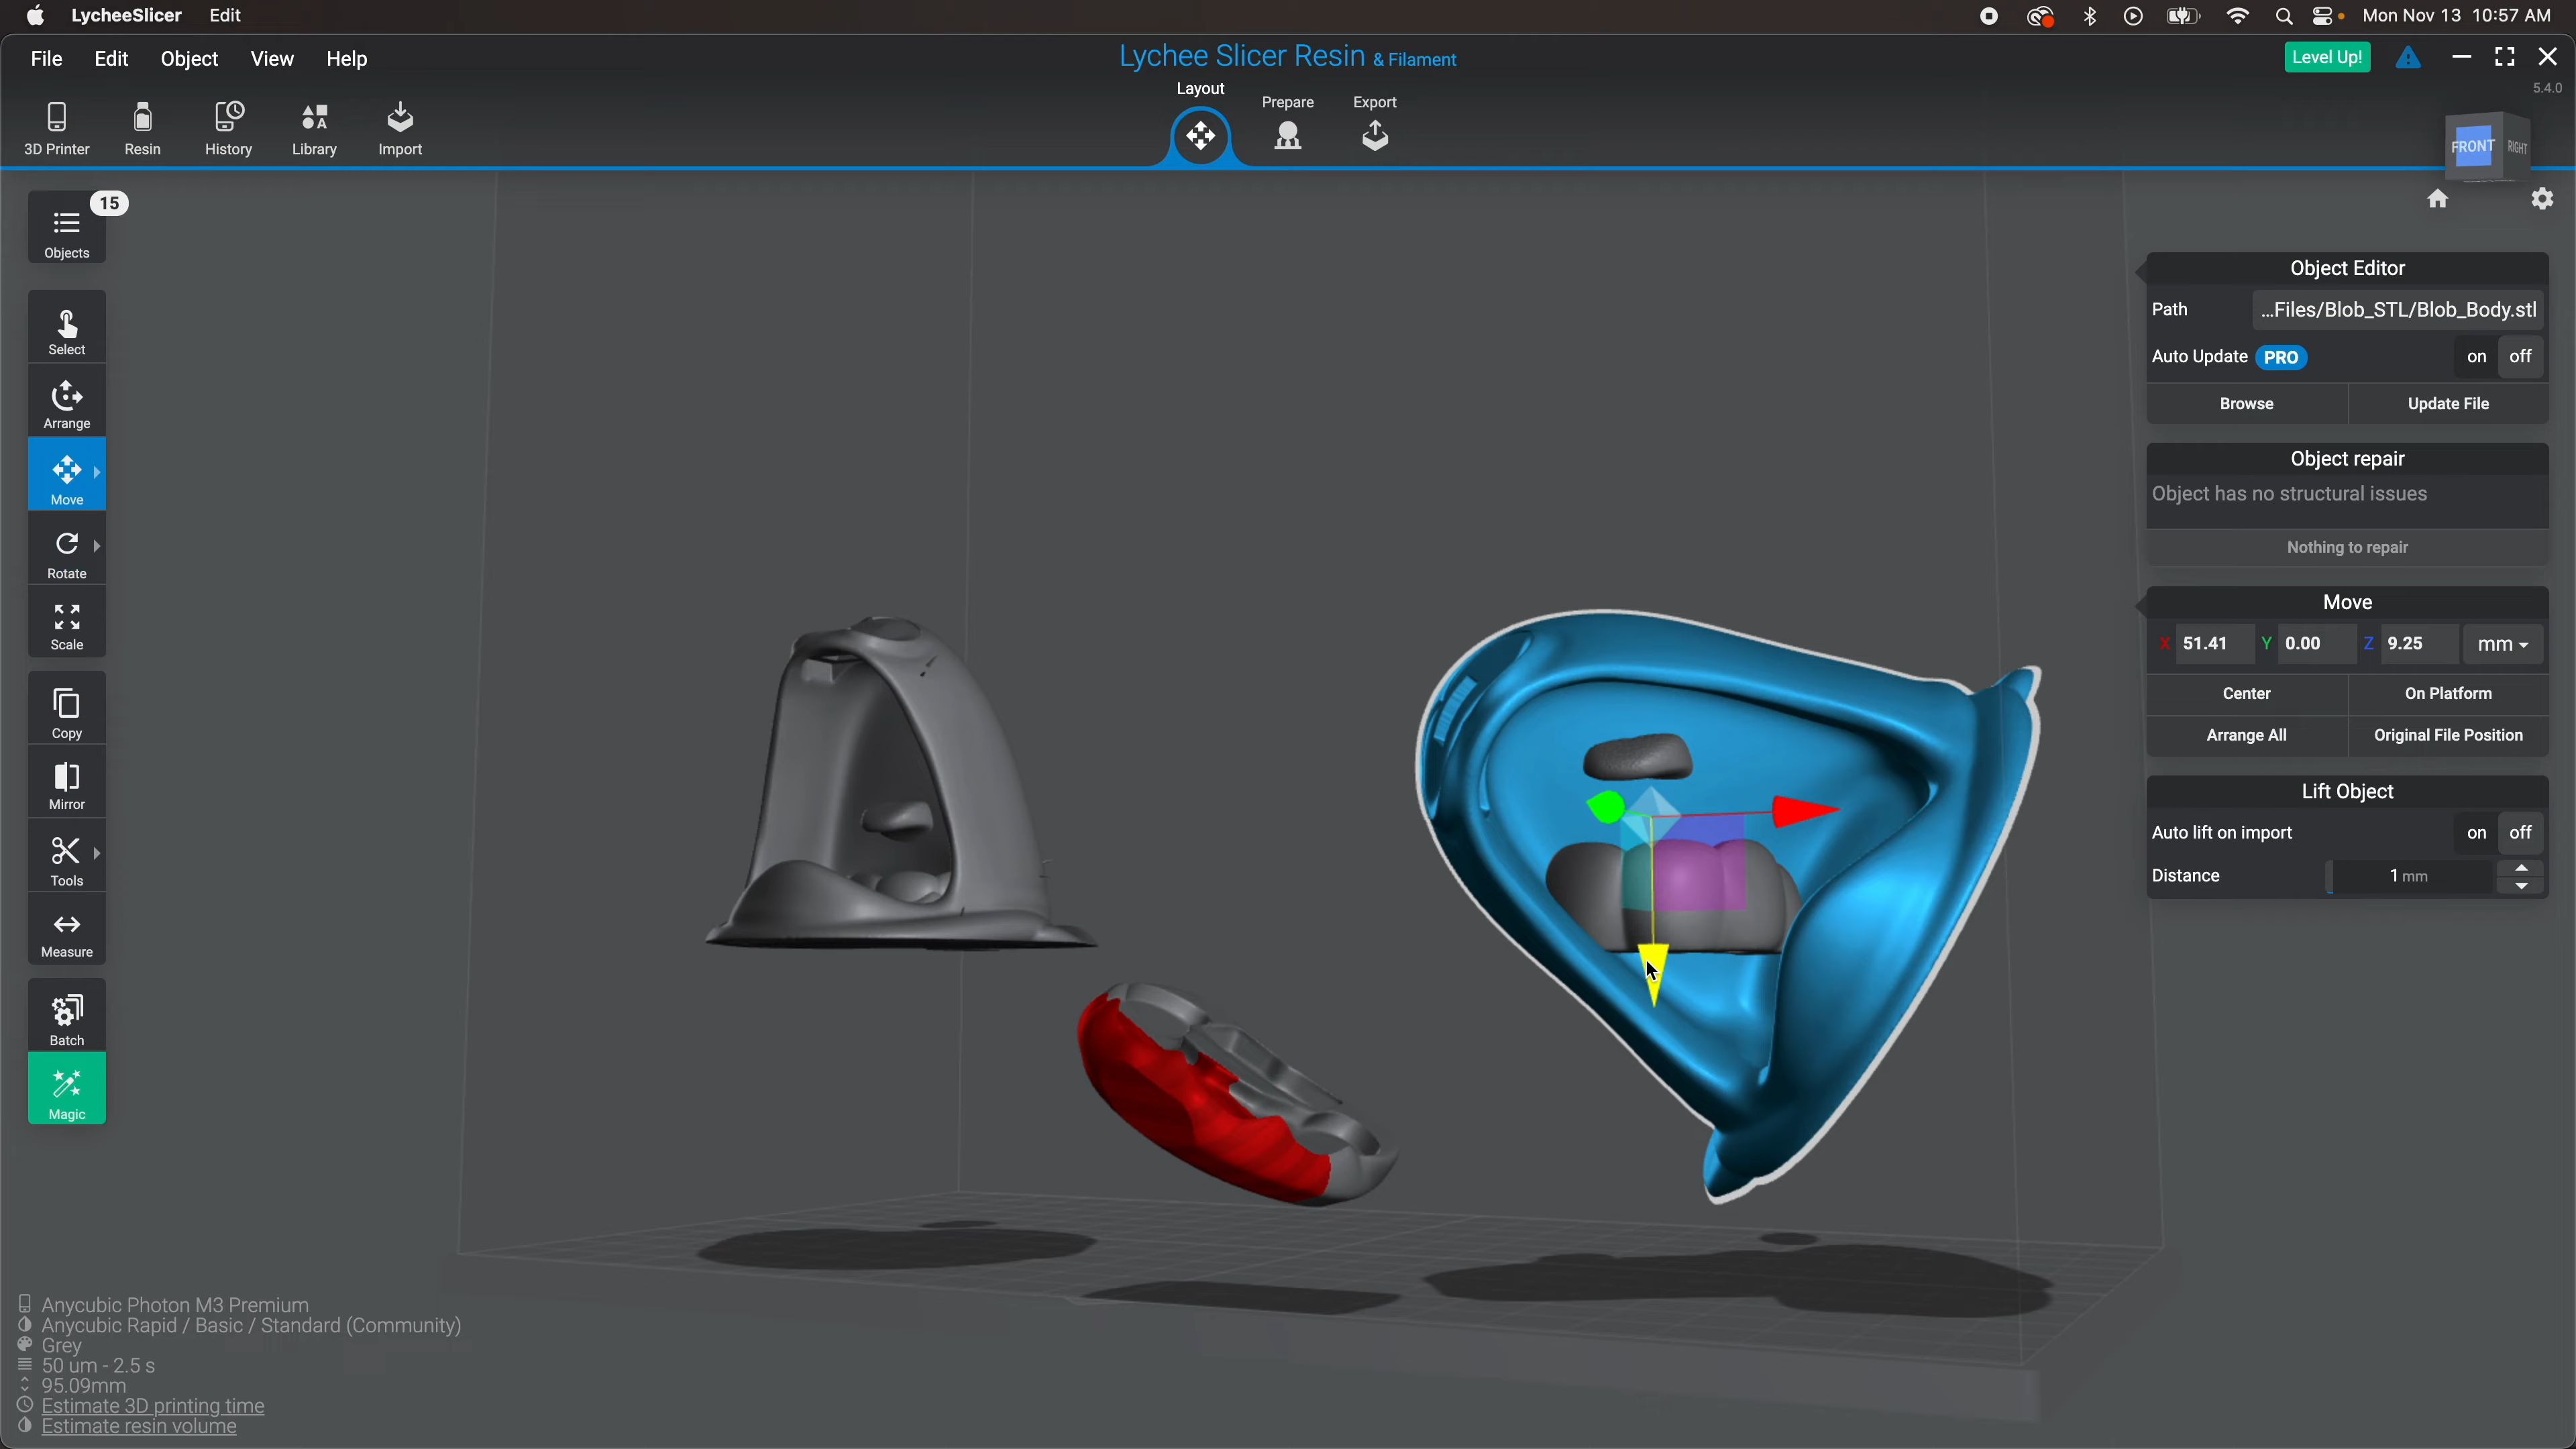 LycheeSlicer Edit
Mon Nov 13 10:57 AM
File Edit Object View Help
Lycee Slicer Resin & Filament
Level Up!
5.4.0
3D Printer Resin History Library Import
Layout Prepare Export
FRONT RIGHT
15
Objects
Select
Arrange
Move
Rotate
Scale
Copy
Mirror
Tools
Measure
Batch
Magic
Object Editor
Path ...Files/Blob_STL/Blob_Body.stl
Auto Update PRO on off
Browse Update File
Object repair
Object has no structural issues
Nothing to repair
Move
X 51.41 Y 0.00 Z 9.25 mm
Center On Platform
Arrange All Original File Position
Lift Object
Auto lift on import on off
Distance 1 mm
Anycubic Photon M3 Premium
Anycubic Rapid / Basic / Standard (Community)
Grey
50 um - 2.5 s
95.09mm
Estimate 3D printing time
Estimate resin volume